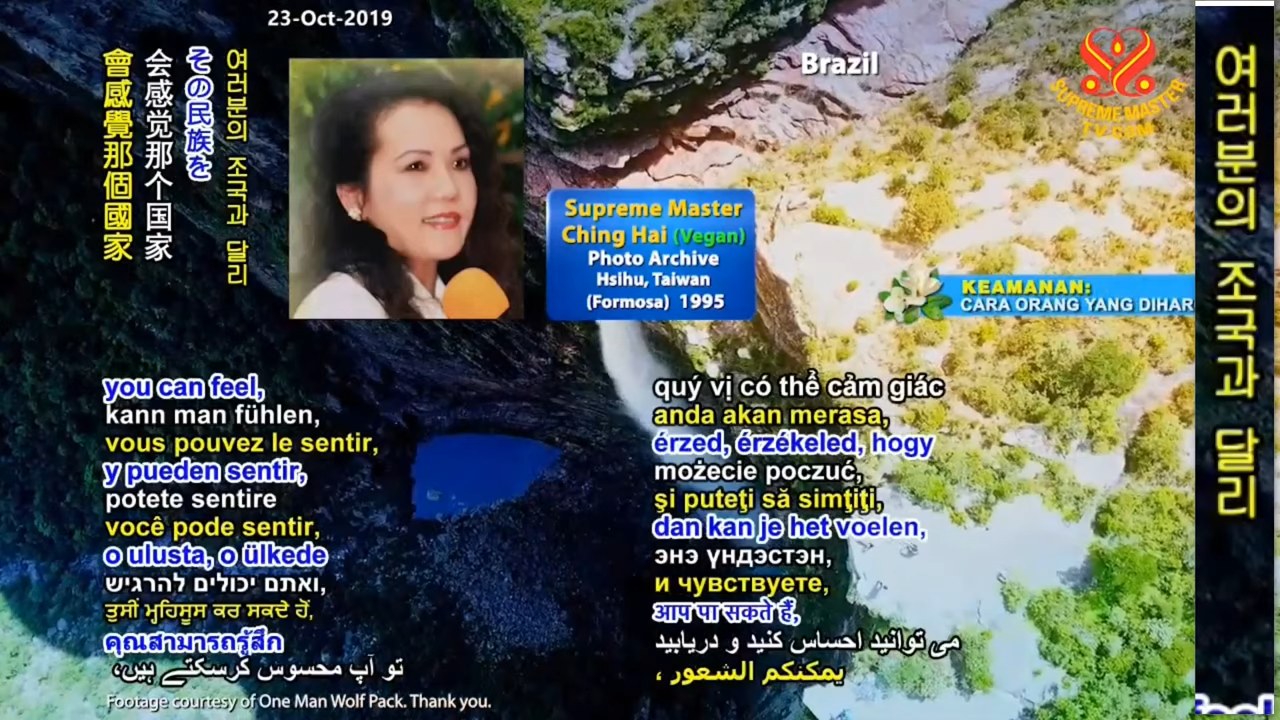 23-Oct-2019
會感覺那個國家
会感觉那个国家
その民族を
여러분의 조국과 달리
Brazil
SUPREME MASTER
TV.COM
Supreme Master
Ching Hai (Vegan)
Photo Archive
Hsihu, Taiwan
(Formosa) 1995
KEAMANAN:
CARA ORANG YANG DIHAR
you can feel,
kann man fühlen,
vous pouvez le sentir,
y pueden sentir,
potete sentire
você pode sentir,
o ulusta, o ülkede
ואתם יכולים להרגיש,
ਤੁਸੀਂ ਮੁਹਿਸੂਸ ਕਰ ਸਕਦੇ ਹੋਂ,
คุณสามารถรู้สึก
تو آپ محسوس کرسکتے ہیں،
quý vị có thể cảm giác
anda akan merasa,
érzed, érzékeled, hogy
możecie poczuć,
şi puteţi să simţiţi,
dan kan je het voelen,
энэ үндэстэн,
и чувствуете,
आप पा सकते हैं,
می توانید احساس کنید و دریابید
يمكنكم الشعور ،
Footage courtesy of One Man Wolf Pack. Thank you.
여러분의 조국과 달리